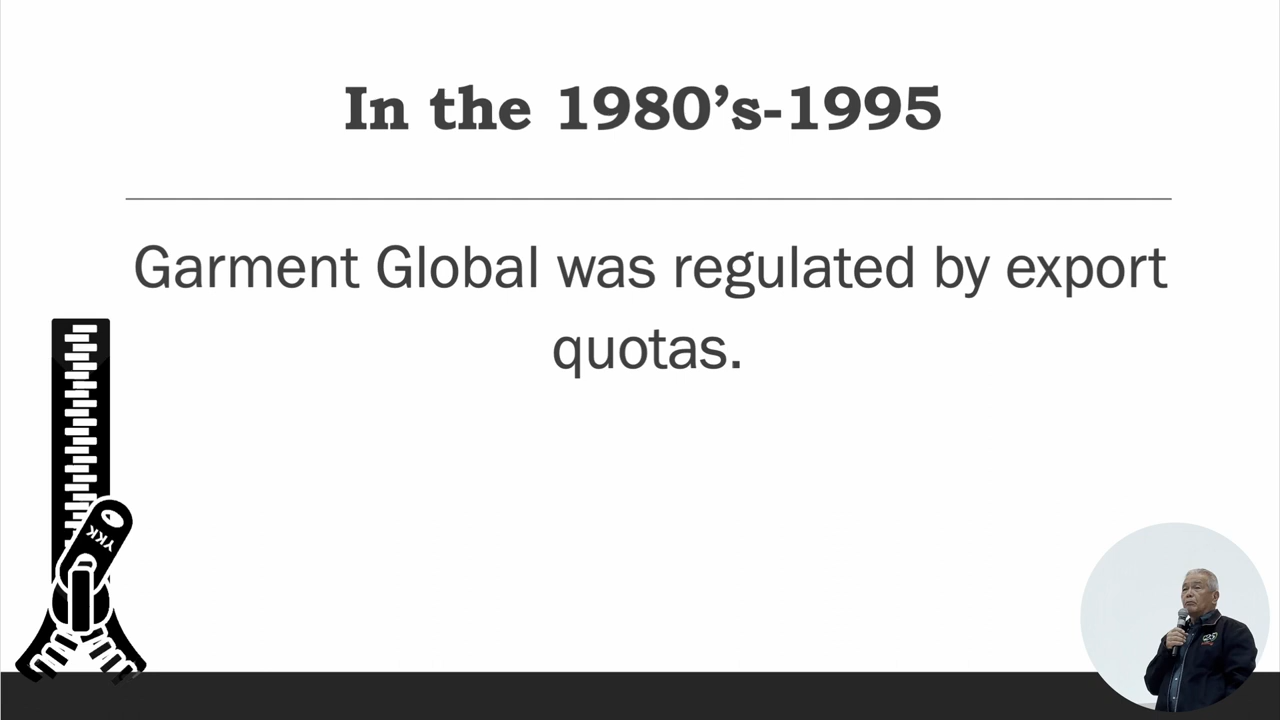 In the 1980’s-1995
Garment Global was regulated by export
quotas.
YKK